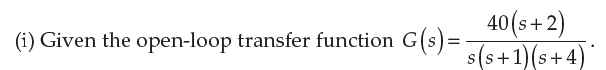 (i) Given the open-loop transfer function G(s) = 40(s+2) / s(s+1)(s+4).